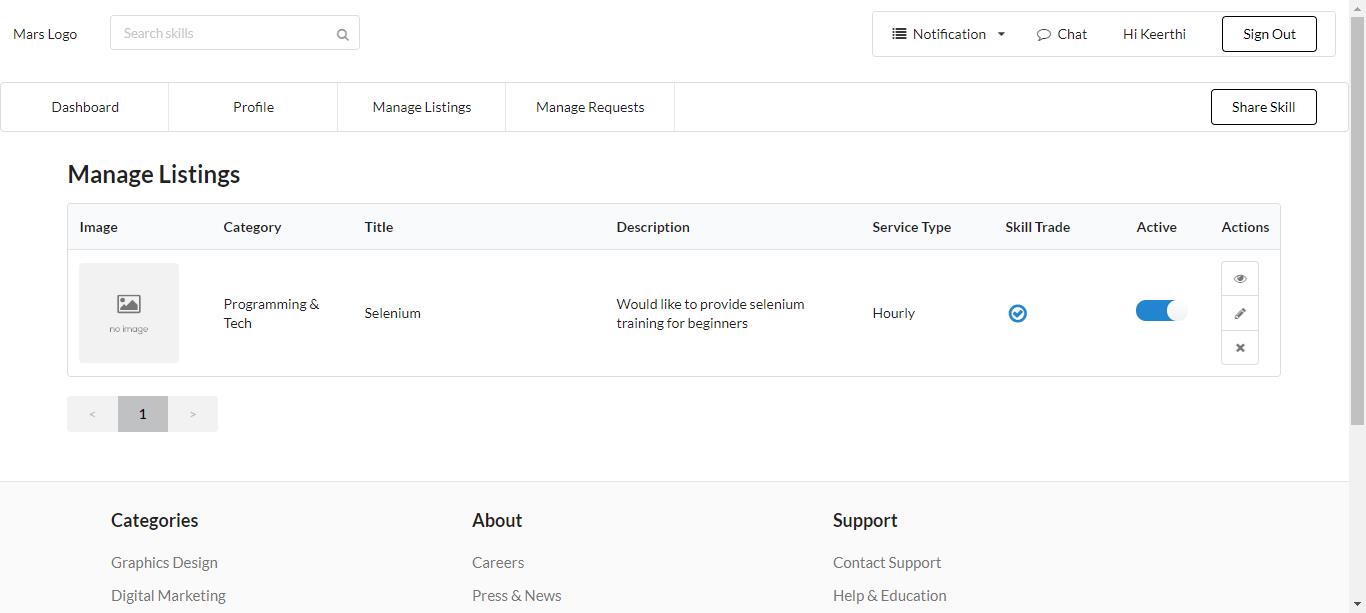 Mars Logo
Search skills
Notification
Chat
Hi Keerthi
Sign Out
Dashboard
Profile
Manage Listings
Manage Requests
Share Skill
Manage Listings
Image
Category
Title
Description
Service Type
Skill Trade
Active
Actions
no image
Programming &
Tech
Selenium
Would like to provide selenium
training for beginners
Hourly
<
1
>
Categories
About
Support
Graphics Design
Careers
Contact Support
Digital Marketing
Press & News
Help & Education